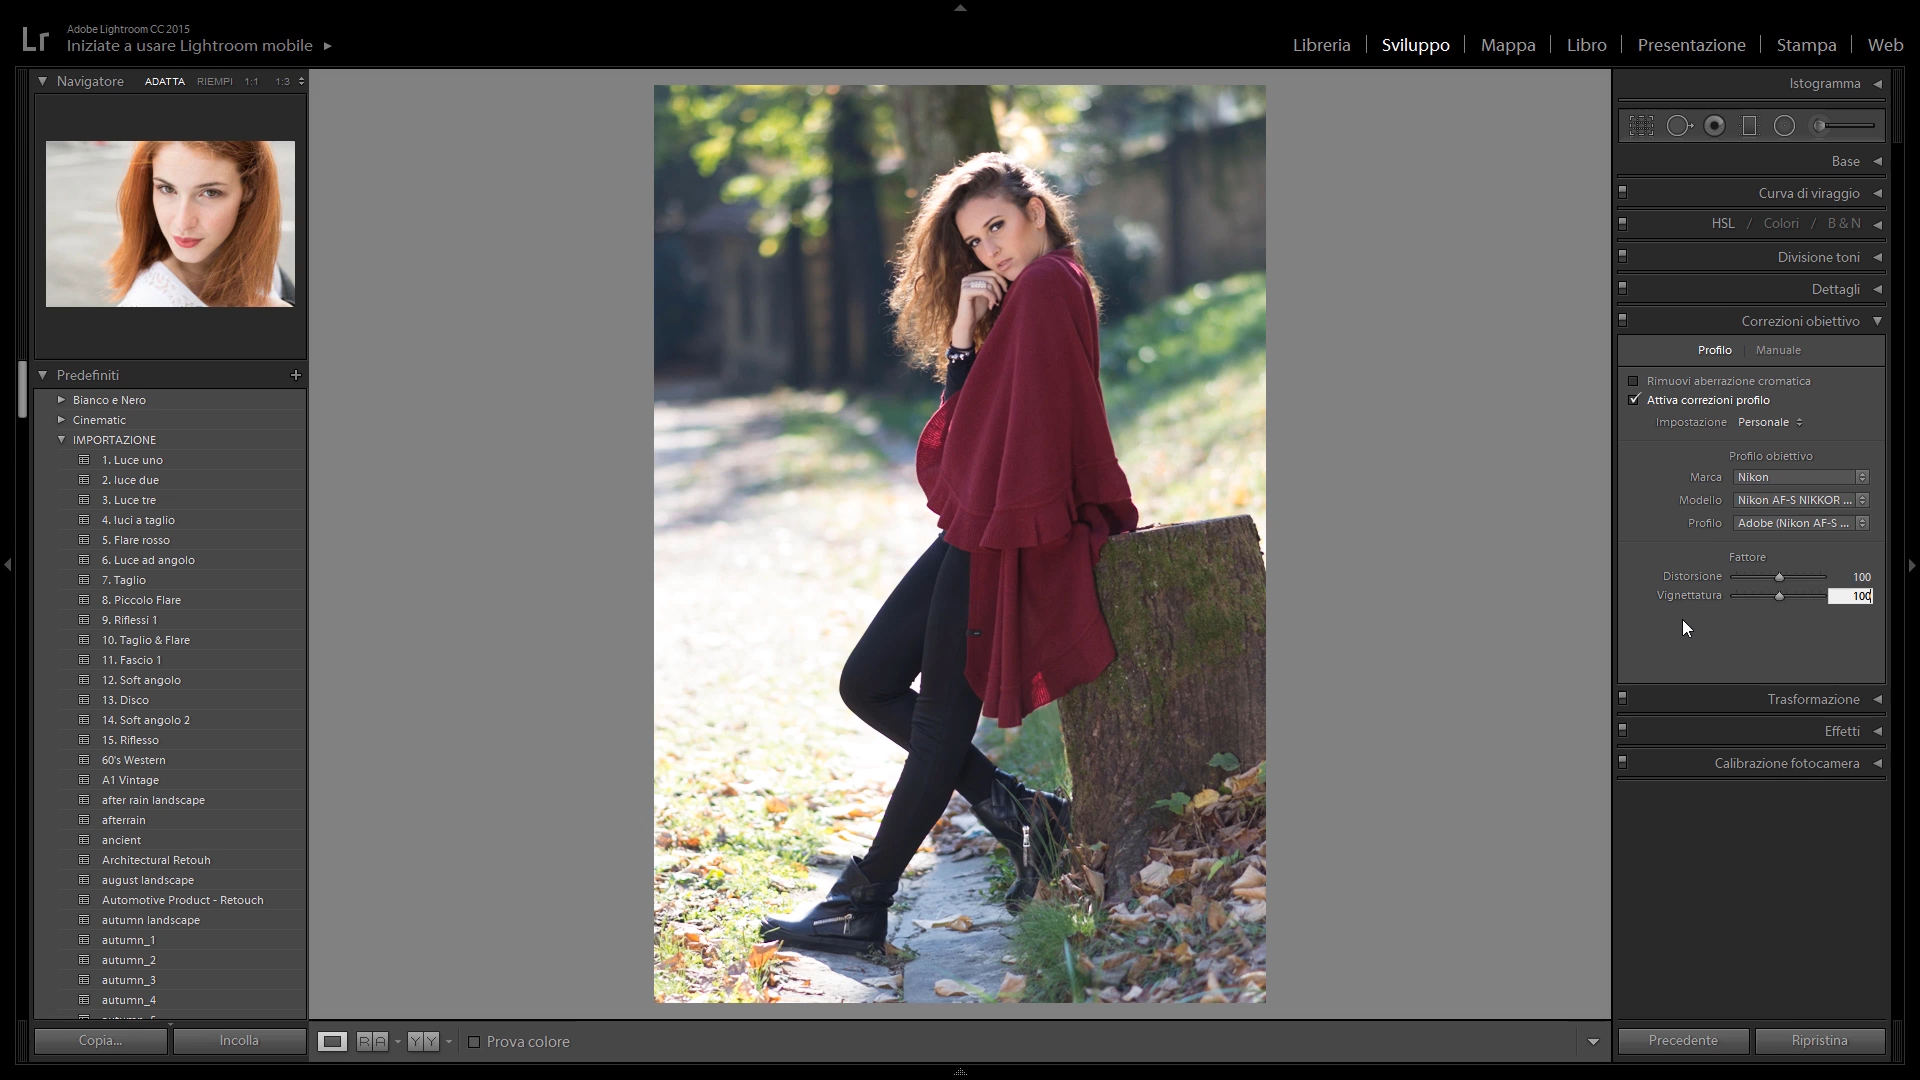 Lr
Adobe Lightroom CC 2015
Iniziate a usare Lightroom mobile
Libreria | Sviluppo | Mappa | Libro | Presentazione | Stampa | Web
Navigatore ADATTA RIEMPI 1:1 1:3
Predefiniti +
Bianco e Nero
Cinematic
IMPORTAZIONE
1. Luce uno
2. luce due
3. Luce tre
4. luci a taglio
5. Flare rosso
6. Luce ad angolo
7. Taglio
8. Piccolo Flare
9. Riflessi 1
10. Taglio & Flare
11. Fascio 1
12. Soft angolo
13. Disco
14. Soft angolo 2
15. Riflesso
60's Western
A1 Vintage
after rain landscape
afterrain
ancient
Architectural Retouh
august landscape
Automotive Product - Retouch
autumn landscape
autumn_1
autumn_2
autumn_3
autumn_4
Copia... Incolla
R A Y Y Prova colore
Istogramma
Base
Curva di viraggio
HSL / Colori / B & N
Divisione toni
Dettagli
Correzioni obiettivo
Profilo | Manuale
Rimuovi aberrazione cromatica
Attiva correzioni profilo
Impostazione Personale
Profilo obiettivo
Marca Nikon
Modello Nikon AF-S NIKKOR ...
Profilo Adobe (Nikon AF-S ...
Fattore
Distorsione 100
Vignettatura 100
Trasformazione
Effetti
Calibrazione fotocamera
Precedente Ripristina